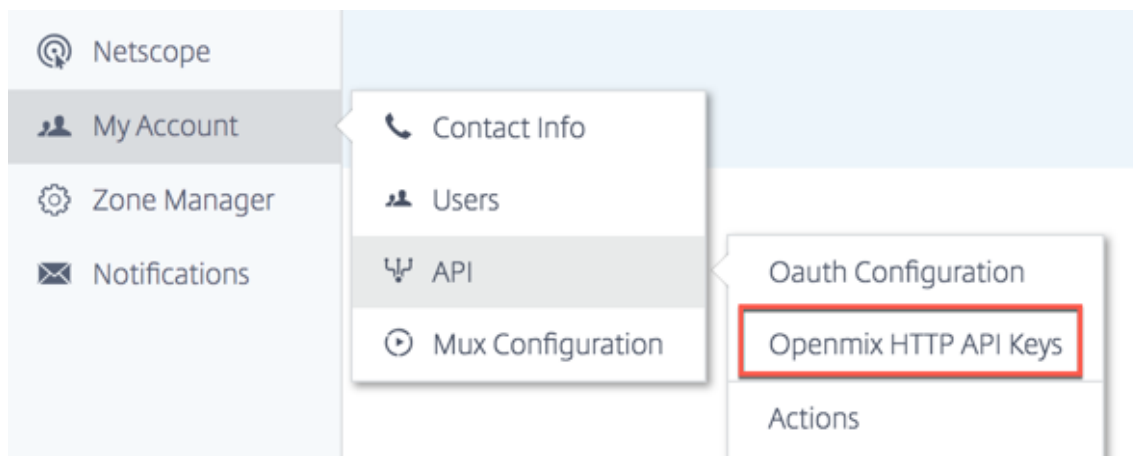 Netscope
My Account
Zone Manager
Notifications
Contact Info
Users
API
Mux Configuration
Oauth Configuration
Openmix HTTP API Keys
Actions